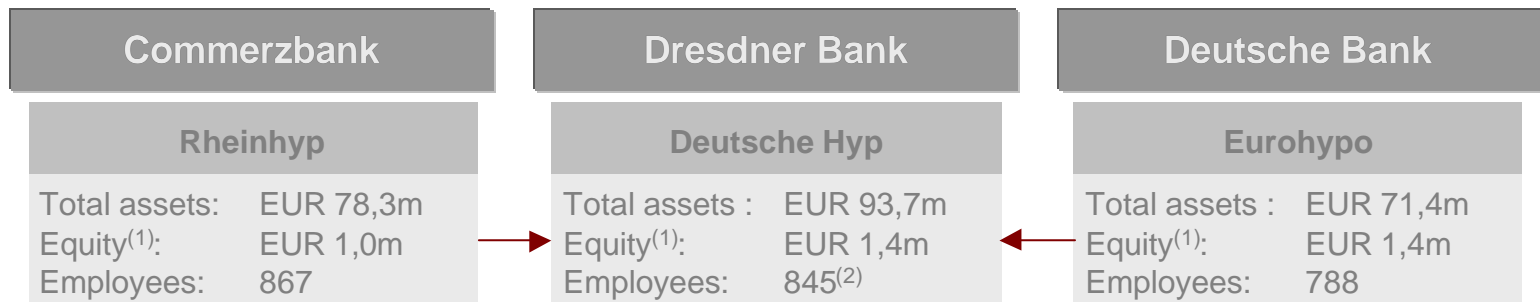 Commerzbank
Dresdner Bank
Deutsche Bank
Rheinhyp
Deutsche Hyp
Eurohypo
Total assets: EUR 78,3m
Equity(1): EUR 1,0m
Employees: 867
Total assets : EUR 93,7m
Equity(1): EUR 1,4m
Employees: 845(2)
Total assets : EUR 71,4m
Equity(1): EUR 1,4m
Employees: 788